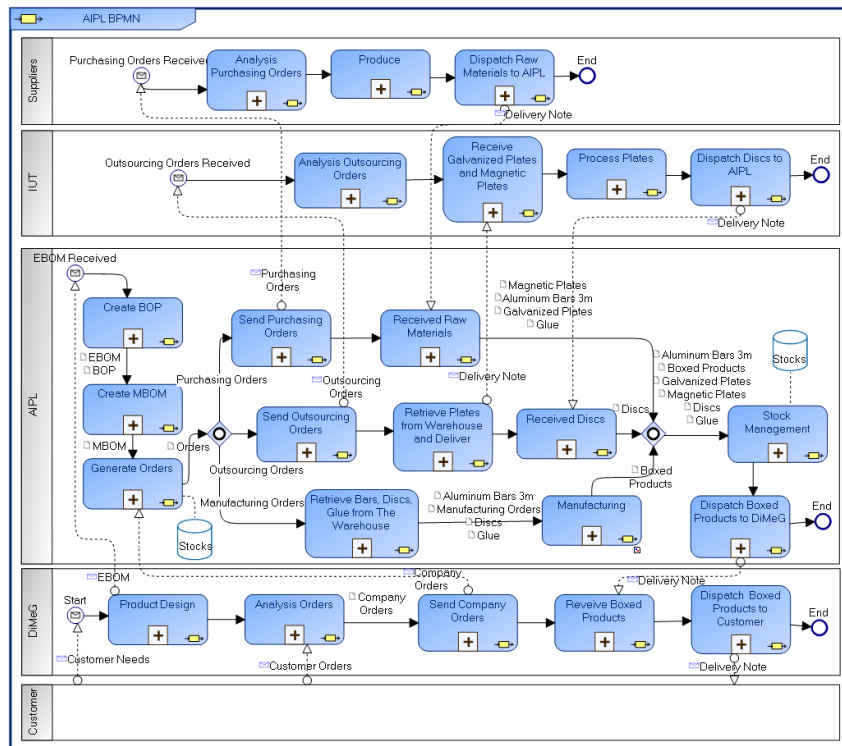 AIPL BPMN
Suppliers
Purchasing Orders Received
Analysis
Purchasing Orders
Produce
Dispatch Raw
Materials to AIPL
End
Delivery Note
IUT
Outsourcing Orders Received
Analysis Outsourcing
Orders
Receive
Galvanized Plates
and Magnetic
Plates
Process Plates
Dispatch Discs to
AIPL
End
Delivery Note
AIPL
EBOM Received
Create BOP
EBOM
BOP
Create MBOM
MBOM
Generate Orders
Orders
Stocks
Purchasing
Orders
Send Purchasing
Orders
Purchasing Orders
Received Raw
Materials
Magnetic Plates
Aluminum Bars 3m
Galvanized Plates
Glue
Outsourcing
Orders
Send Outsourcing
Orders
Outsourcing Orders
Delivery Note
Retrieve Plates
from Warehouse
and Deliver
Received Discs
Discs
Manufacturing Orders
Retrieve Bars, Discs,
Glue from The
Warehouse
Aluminum Bars 3m
Manufacturing Orders
Discs
Glue
Manufacturing
Boxed
Products
Aluminum Bars 3m
Boxed Products
Galvanized Plates
Magnetic Plates
Discs
Glue
Stocks
Stock
Management
Dispatch Boxed
Products to DiMeG
End
DiMeG
EBOM
Start
Product Design
Analysis Orders
Company
Orders
Company
Orders
Send Company
Orders
Delivery Note
Reveive Boxed
Products
Dispatch Boxed
Products to
Customer
End
Customer Needs
Customer Orders
Delivery Note
Customer